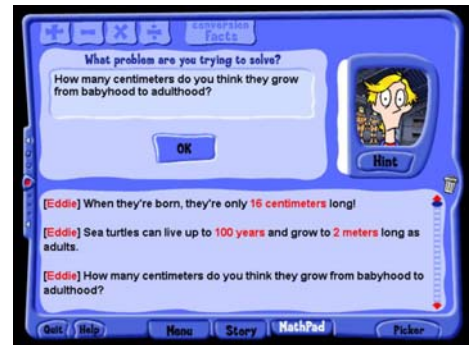 conversion
Facts
What problem are you trying to solve?
How many centimeters do you think they grow
from babyhood to adulthood?
OK
Hint
[Eddie] When they're born, they're only 16 centimeters long!
[Eddie] Sea turtles can live up to 100 years and grow to 2 meters long as
adults.
[Eddie] How many centimeters do you think they grow from babyhood to
adulthood?
Quit Help Menu Story MathPad Picker